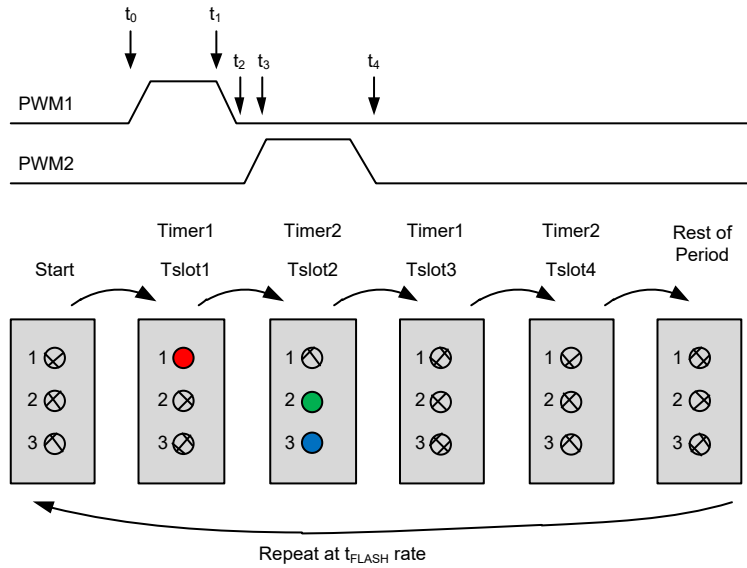 t0 t1
t2 t3 t4
PWM1
PWM2
Timer1 Timer2 Timer1 Timer2 Rest of
Start Tslot1 Tslot2 Tslot3 Tslot4 Period
1 1 1 1 1 1
2 2 2 2 2 2
3 3 3 3 3 3
Repeat at tFLASH rate